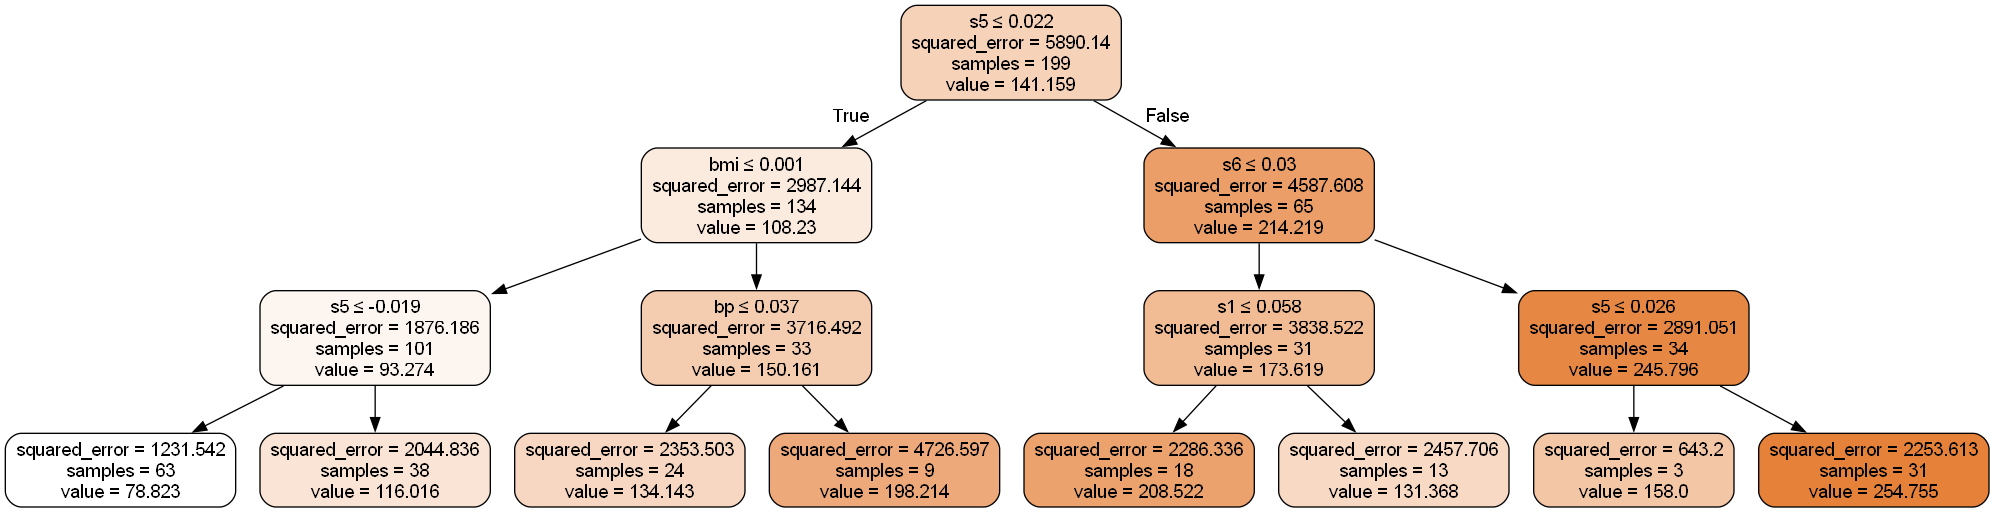 s5 ≤ 0.022
squared_error = 5890.14
samples = 199
value = 141.159
True
False
bmi ≤ 0.001
squared_error = 2987.144
samples = 134
value = 108.23
s6 ≤ 0.03
squared_error = 4587.608
samples = 65
value = 214.219
s5 ≤ -0.019
squared_error = 1876.186
samples = 101
value = 93.274
bp ≤ 0.037
squared_error = 3716.492
samples = 33
value = 150.161
s1 ≤ 0.058
squared_error = 3838.522
samples = 31
value = 173.619
s5 ≤ 0.026
squared_error = 2891.051
samples = 34
value = 245.796
squared_error = 1231.542
samples = 63
value = 78.823
squared_error = 2044.836
samples = 38
value = 116.016
squared_error = 2353.503
samples = 24
value = 134.143
squared_error = 4726.597
samples = 9
value = 198.214
squared_error = 2286.336
samples = 18
value = 208.522
squared_error = 2457.706
samples = 13
value = 131.368
squared_error = 643.2
samples = 3
value = 158.0
squared_error = 2253.613
samples = 31
value = 254.755